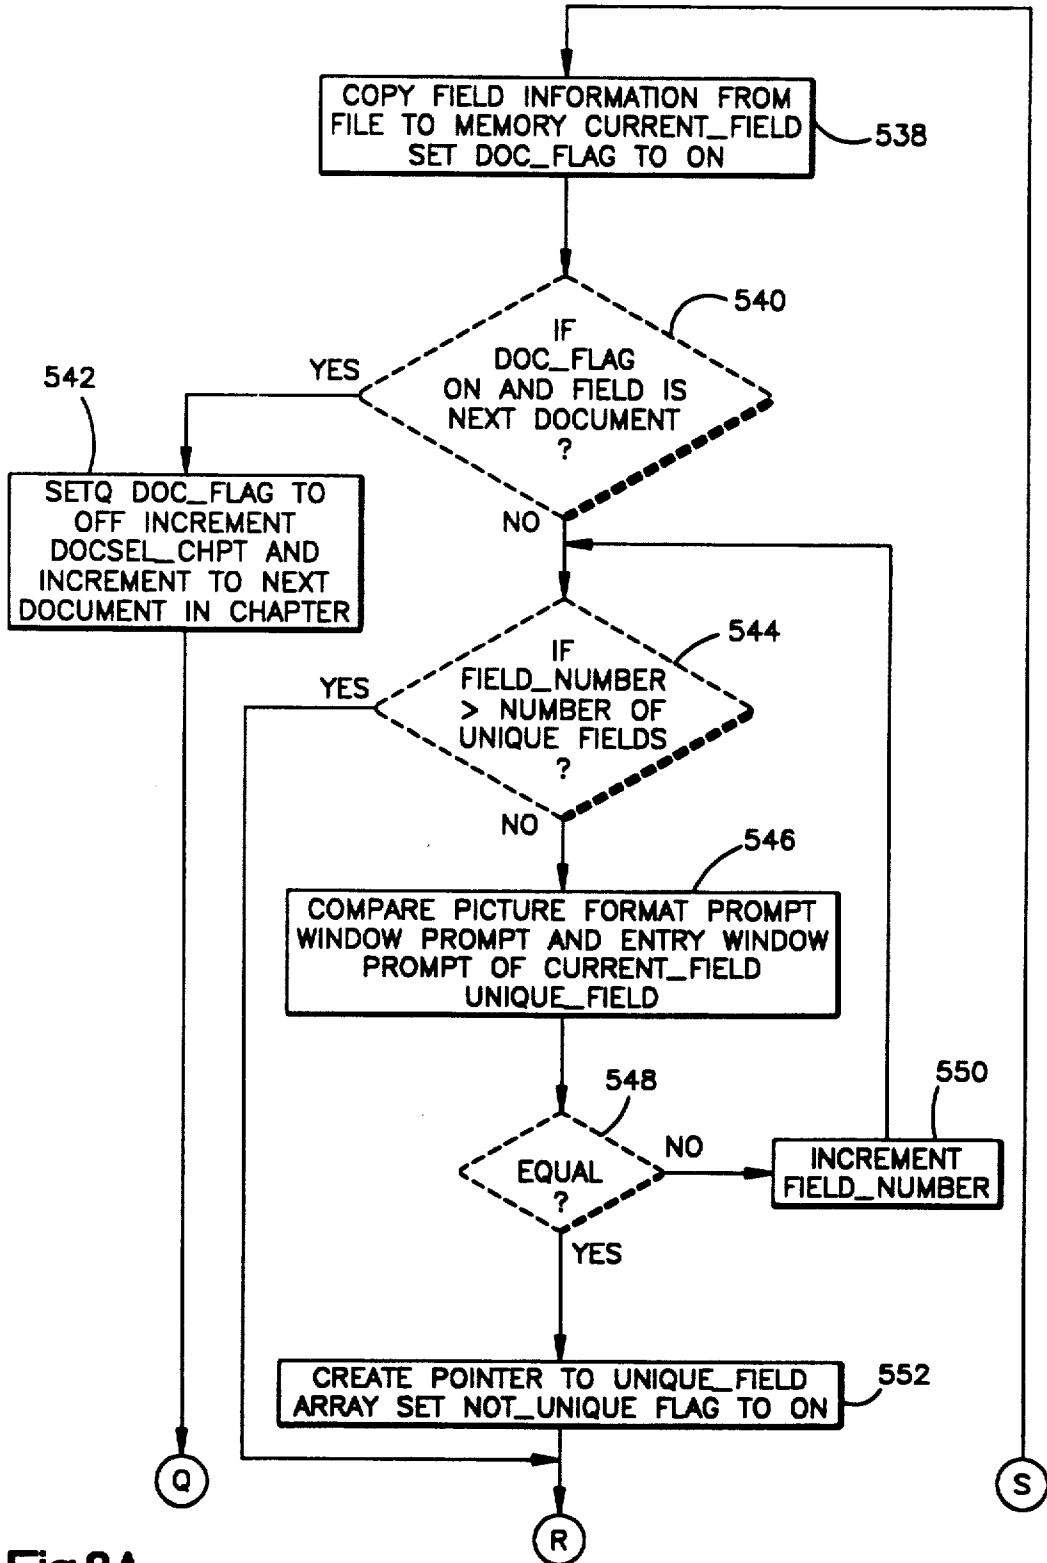 COPY FIELD INFORMATION FROM
FILE TO MEMORY CURRENT_FIELD
SET DOC_FLAG TO ON
538
540
IF
DOC_FLAG
ON AND FIELD IS
NEXT DOCUMENT
?
YES
NO
542
SETQ DOC_FLAG TO
OFF INCREMENT
DOCSEL_CHPT AND
INCREMENT TO NEXT
DOCUMENT IN CHAPTER
544
IF
FIELD_NUMBER
> NUMBER OF
UNIQUE FIELDS
?
YES
NO
546
COMPARE PICTURE FORMAT PROMPT
WINDOW PROMPT AND ENTRY WINDOW
PROMPT OF CURRENT_FIELD
UNIQUE_FIELD
548
EQUAL
?
NO
YES
550
INCREMENT
FIELD_NUMBER
552
CREATE POINTER TO UNIQUE_FIELD
ARRAY SET NOT_UNIQUE FLAG TO ON
Q
R
S